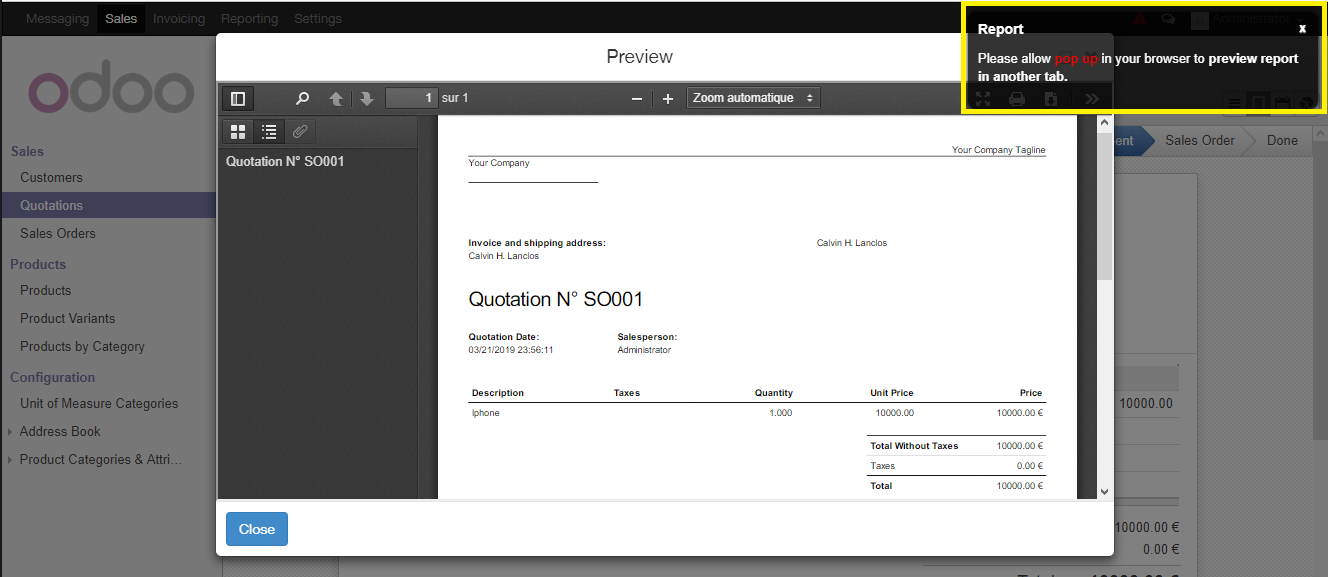 Messaging Sales Invoicing Reporting Settings Administrator
Report x
Please allow pop up in your browser to preview report
in another tab.
odoo
Sales
Customers
Quotations
Sales Orders
Products
Products
Product Variants
Products by Category
Configuration
Unit of Measure Categories
Address Book
Product Categories & Attri...
Preview
1 sur 1
Zoom automatique
Quotation N° SO001
Your Company Tagline
Your Company
Invoice and shipping address:
Calvin H. Lanclos
Calvin H. Lanclos
Quotation N° SO001
Quotation Date: Salesperson:
03/21/2019 23:56:11 Administrator
Description Taxes Quantity Unit Price Price
Iphone 1.000 10000.00 10000.00 €
Total Without Taxes 10000.00 €
Taxes 0.00 €
Total 10000.00 €
Close
ent Sales Order Done
10000.00
10000.00 €
0.00 €